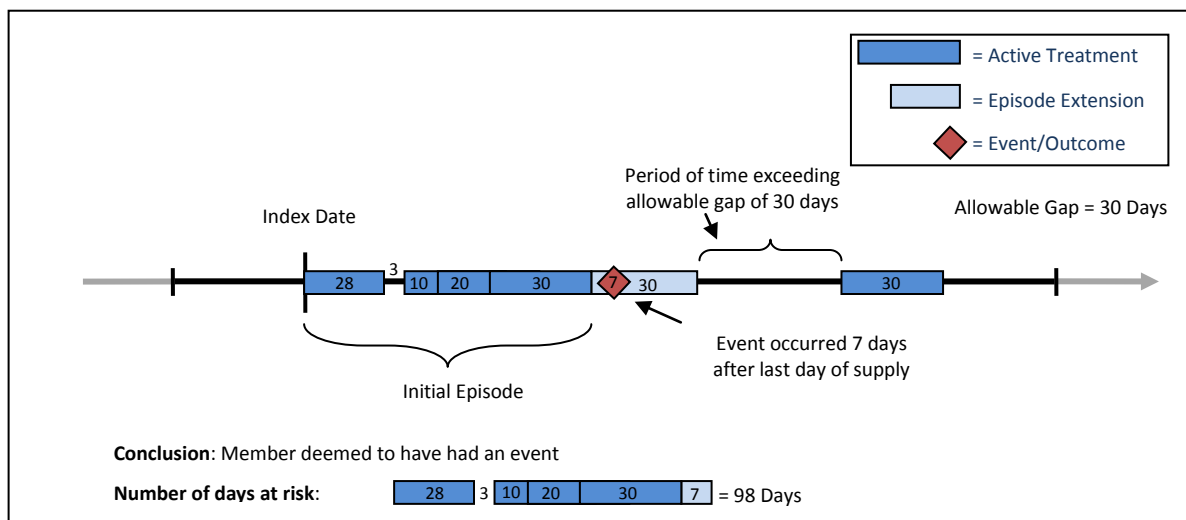 = Active Treatment
= Episode Extension
= Event/Outcome
Period of time exceeding
allowable gap of 30 days
Allowable Gap = 30 Days
Index Date
28 3 10 20 30 7 30 30
Event occurred 7 days
after last day of supply
Initial Episode
Conclusion: Member deemed to have had an event
Number of days at risk: 28 3 10 20 30 7 = 98 Days